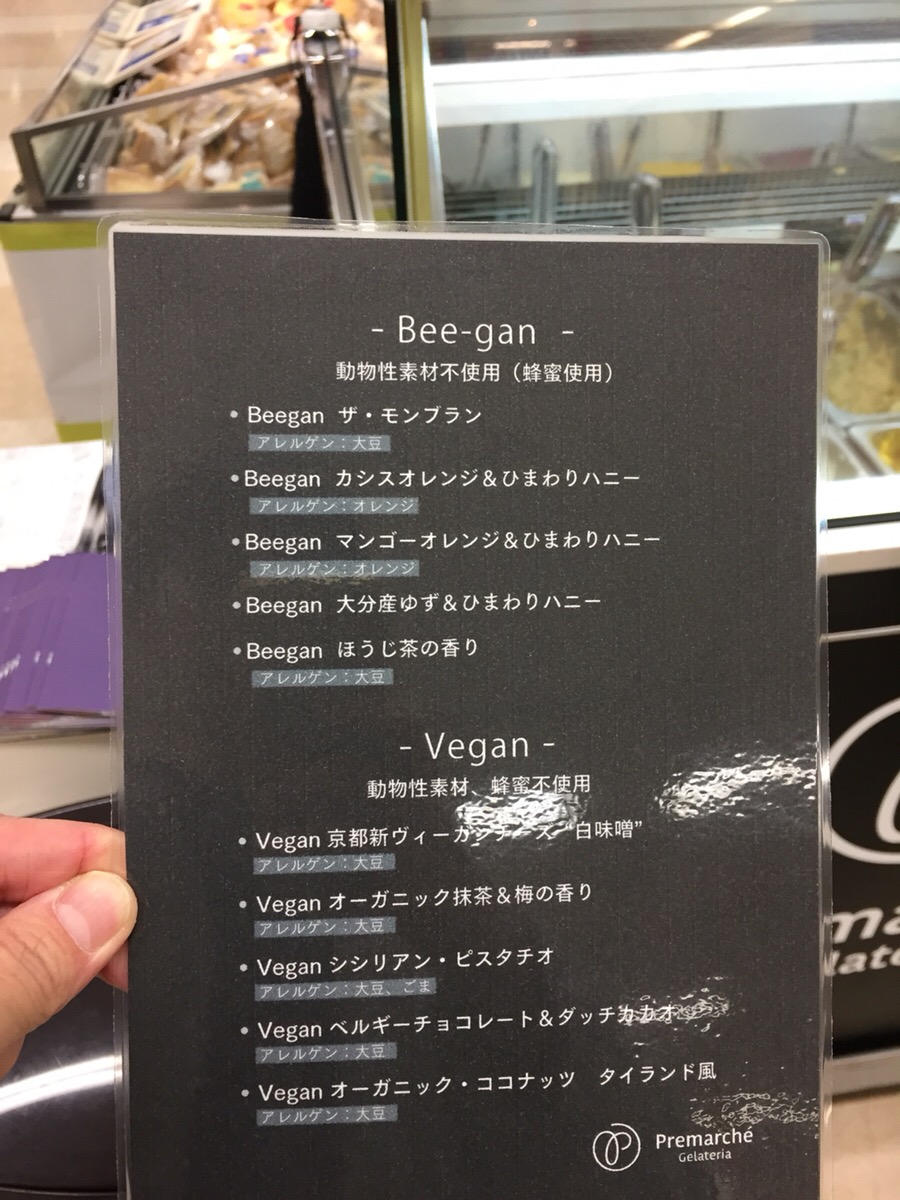 - Bee-gan -
動物性素材不使用（蜂蜜使用）
• Beegan ザ・モンブラン
アレルゲン：大豆
• Beegan カシスオレンジ＆ひまわりハニー
アレルゲン：オレンジ
• Beegan マンゴーオレンジ＆ひまわりハニー
アレルゲン：オレンジ
• Beegan 大分産ゆず＆ひまわりハニー
• Beegan ほうじ茶の香り
アレルゲン：大豆
- Vegan -
動物性素材、蜂蜜不使用
• Vegan 京都新ヴィーガンチーズ “白味噌”
アレルゲン：大豆
• Vegan オーガニック抹茶＆梅の香り
アレルゲン：大豆
• Vegan シシリアン・ピスタチオ
アレルゲン：大豆、ごま
• Vegan ベルギーチョコレート＆ダッチカカオ
アレルゲン：大豆
• Vegan オーガニック・ココナッツ　タイランド風
アレルゲン：大豆
Premarché
Gelateria